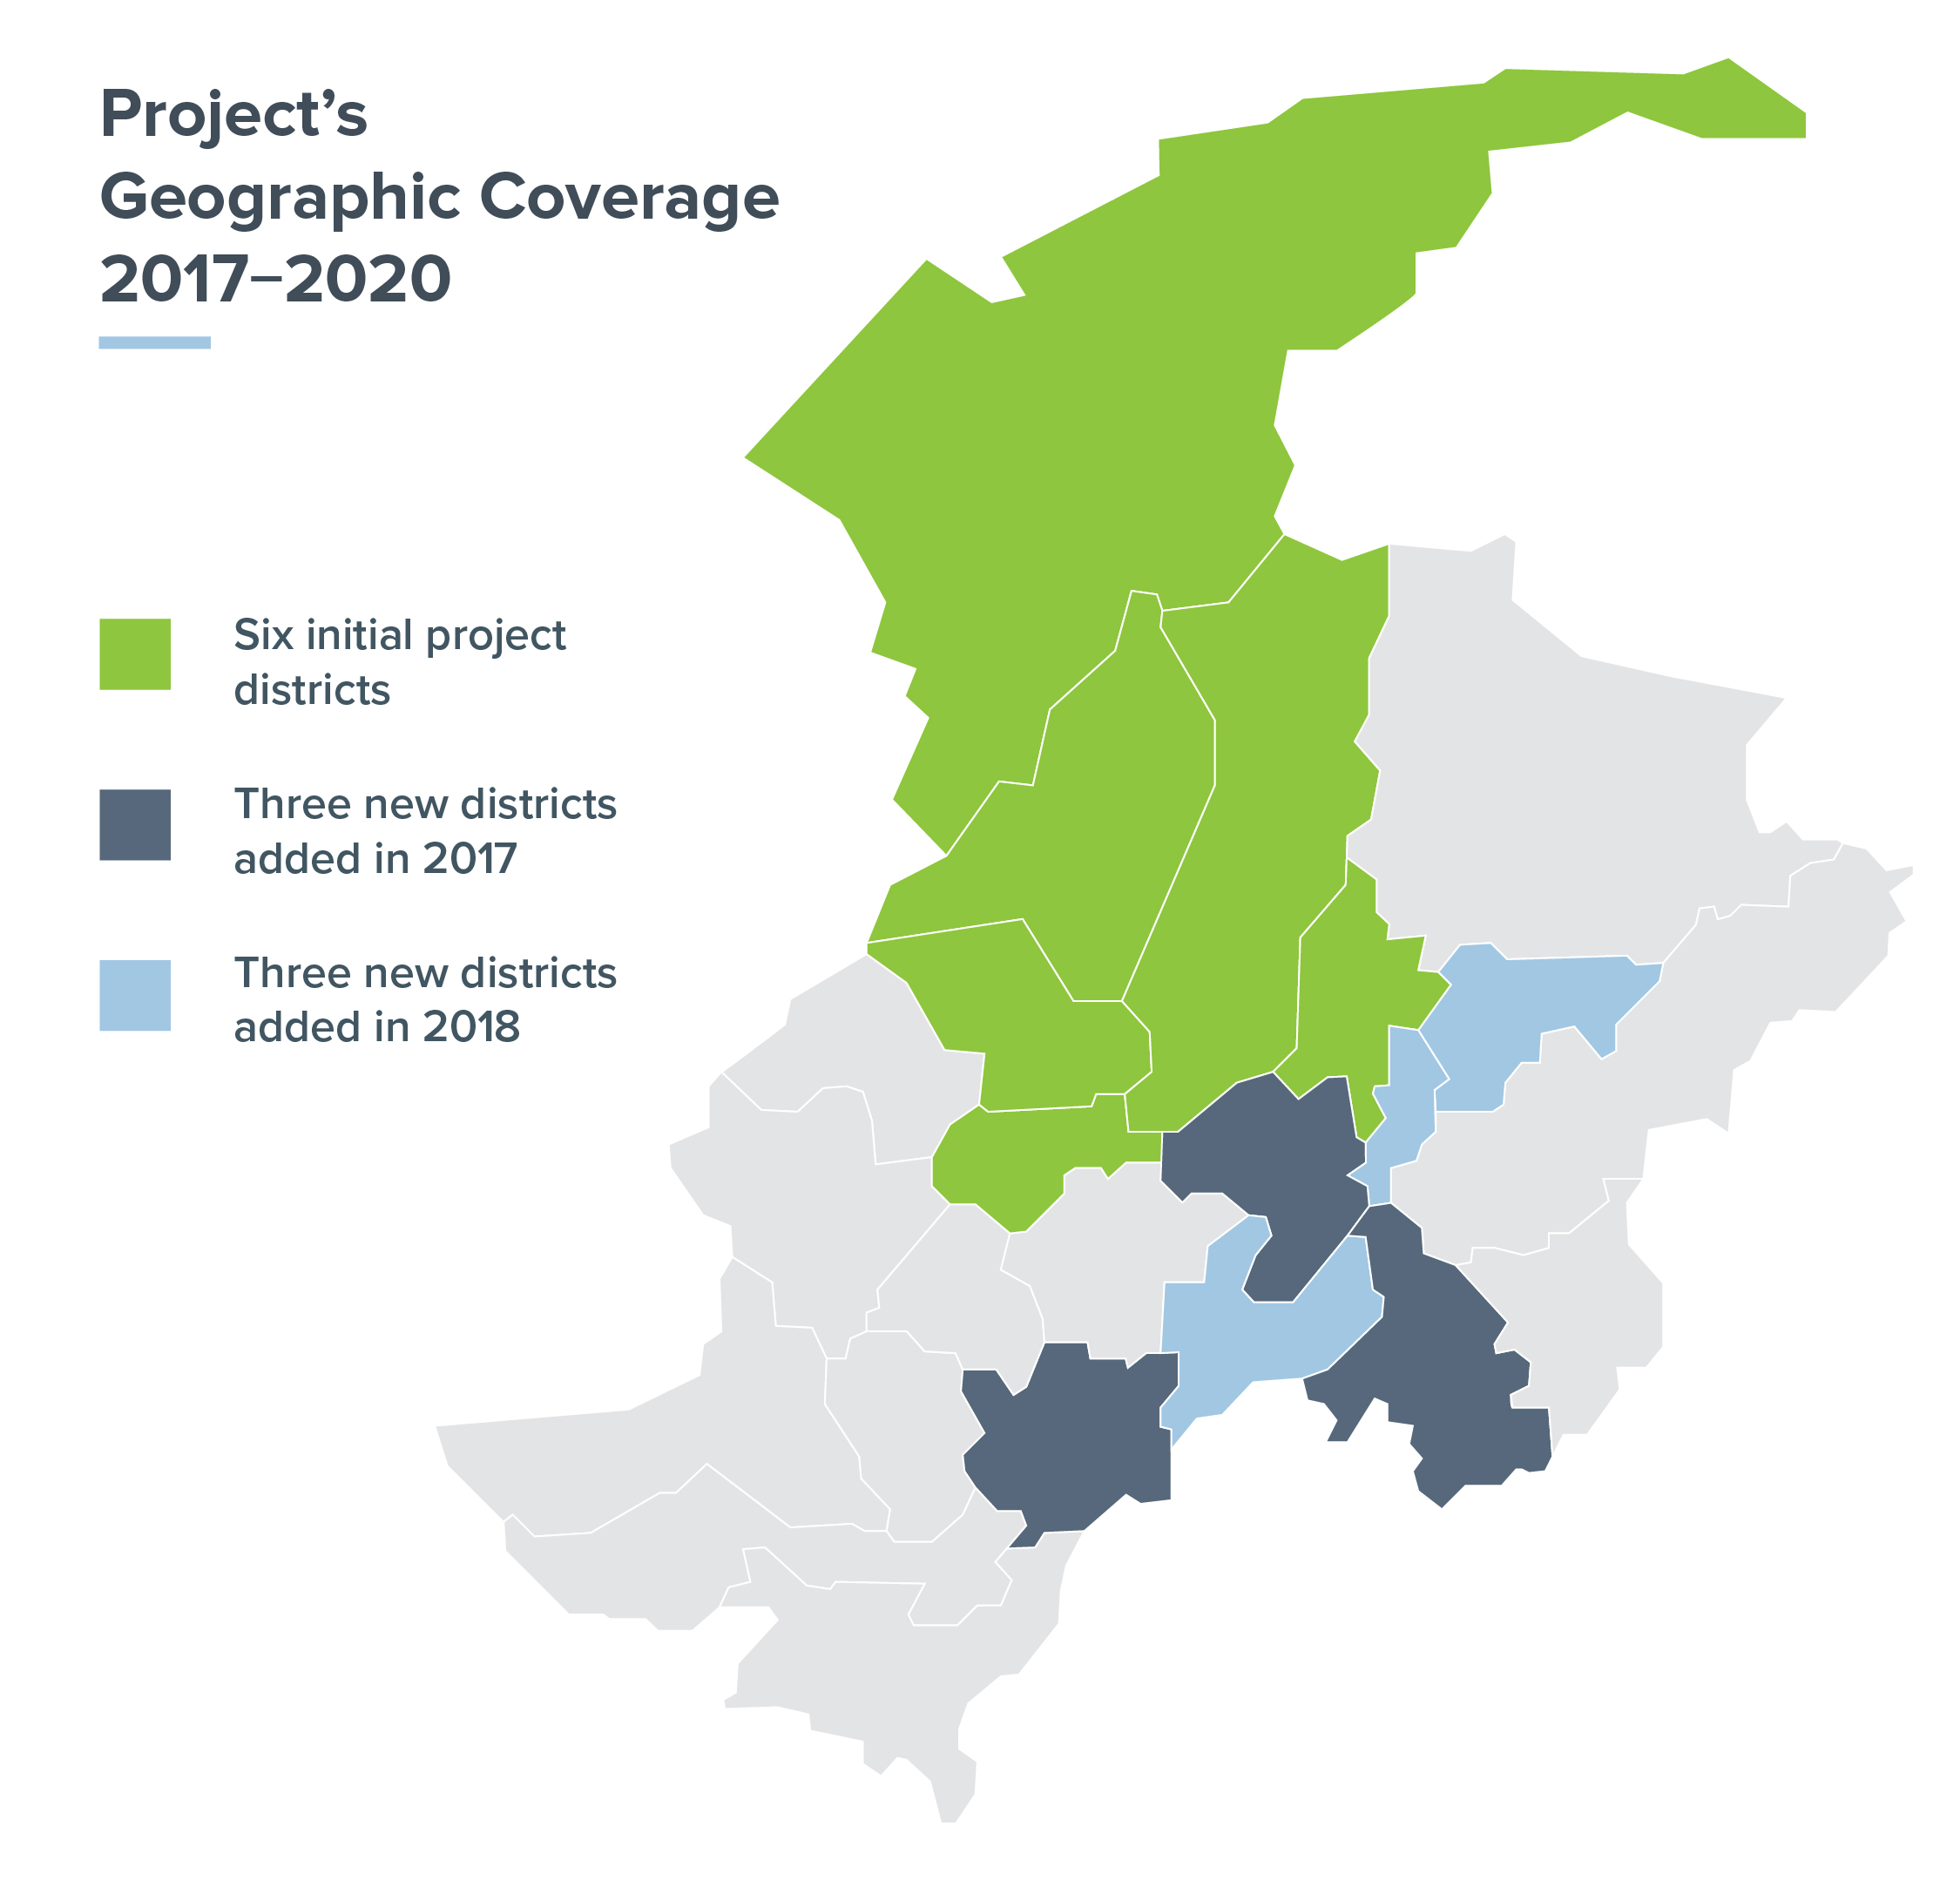 Project’s
Geographic Coverage
2017–2020
Six initial project
districts
Three new districts
added in 2017
Three new districts
added in 2018